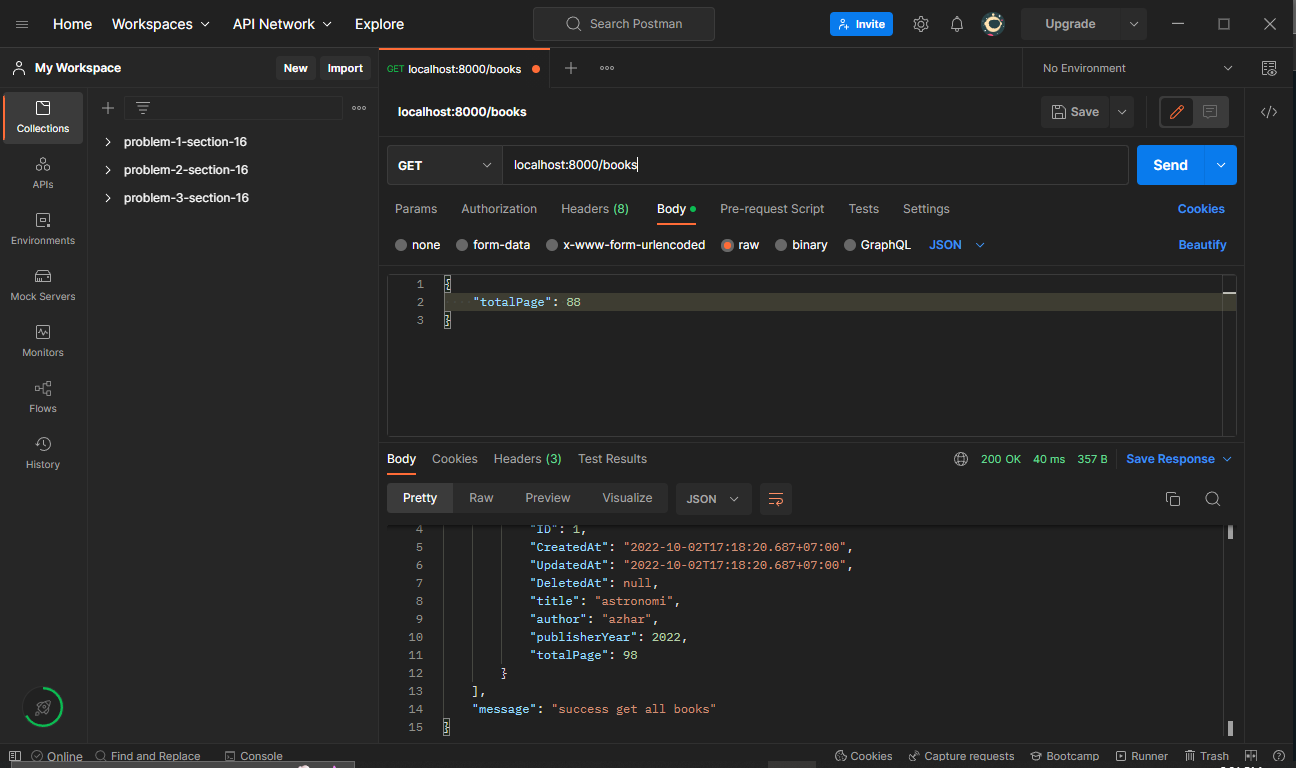 Home Workspaces API Network Explore Search Postman Invite Upgrade
My Workspace New Import GET localhost:8000/books No Environment
Collections
APIs
Environments
Mock Servers
Monitors
Flows
History
problem-1-section-16
problem-2-section-16
problem-3-section-16
localhost:8000/books Save
GET localhost:8000/books Send
Params Authorization Headers (8) Body Pre-request Script Tests Settings Cookies
none form-data x-www-form-urlencoded raw binary GraphQL JSON Beautify
1 {
2 "totalPage": 88
3 }
Body Cookies Headers (3) Test Results 200 OK 40 ms 357 B Save Response
Pretty Raw Preview Visualize JSON
4 "ID": 1,
5 "CreatedAt": "2022-10-02T17:18:20.687+07:00",
6 "UpdatedAt": "2022-10-02T17:18:20.687+07:00",
7 "DeletedAt": null,
8 "title": "astronomi",
9 "author": "azhar",
10 "publisherYear": 2022,
11 "totalPage": 98
12 }
13 ],
14 "message": "success get all books"
15 }
Online Find and Replace Console Cookies Capture requests Bootcamp Runner Trash